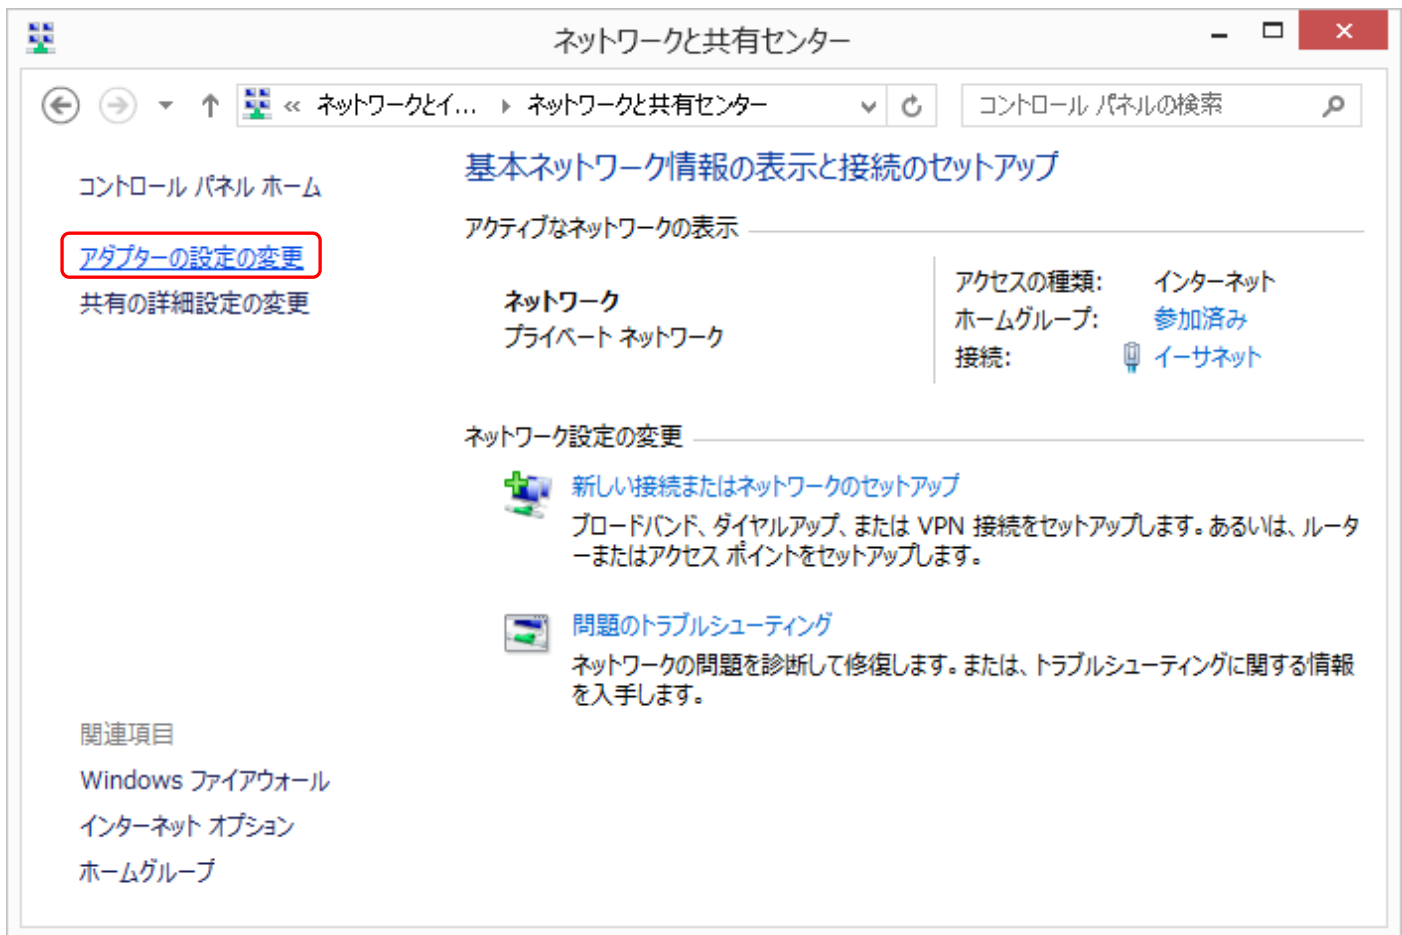 ネットワークと共有センター
« ネットワークとイ... ネットワークと共有センター
コントロール パネルの検索
コントロール パネル ホーム
アダプターの設定の変更
共有の詳細設定の変更
基本ネットワーク情報の表示と接続のセットアップ
アクティブなネットワークの表示
ネットワーク
プライベート ネットワーク
アクセスの種類: インターネット
ホームグループ: 参加済み
接続: イーサネット
ネットワーク設定の変更
新しい接続またはネットワークのセットアップ
ブロードバンド、ダイヤルアップ、または VPN 接続をセットアップします。あるいは、ルータ
ーまたはアクセス ポイントをセットアップします。
問題のトラブルシューティング
ネットワークの問題を診断して修復します。または、トラブルシューティングに関する情報
を入手します。
関連項目
Windows ファイアウォール
インターネット オプション
ホームグループ